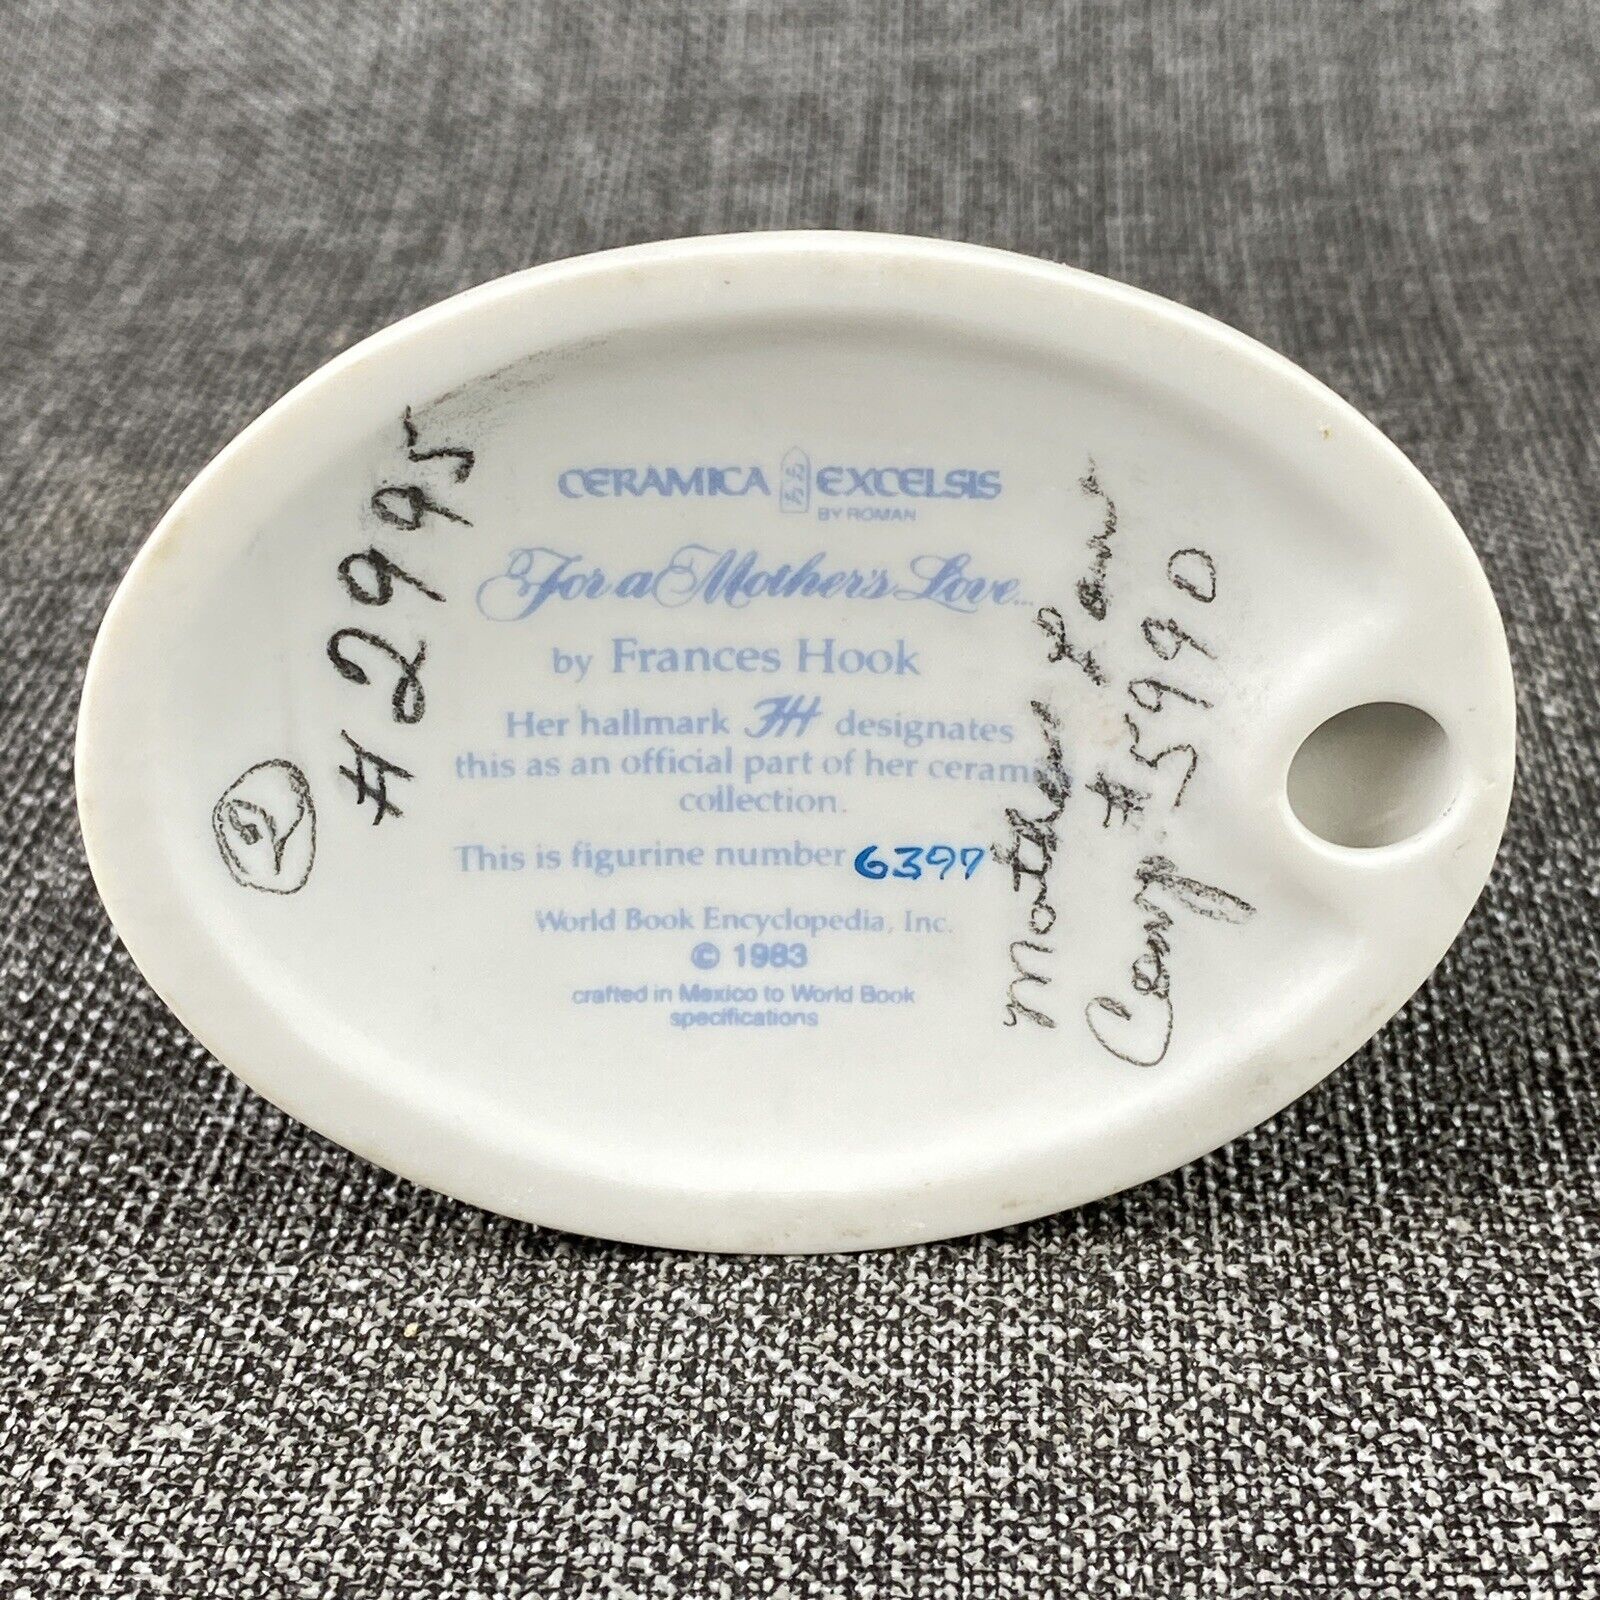 CERAMICA EXCELSIS
BY ROMAN
For a Mother's Love...
by Frances Hook
Her hallmark FH designates
this as an official part of her ceramic
collection.
This is figurine number 6397
World Book Encyclopedia, Inc.
© 1983
crafted in Mexico to World Book
specifications
#2995
Mothers
#5990